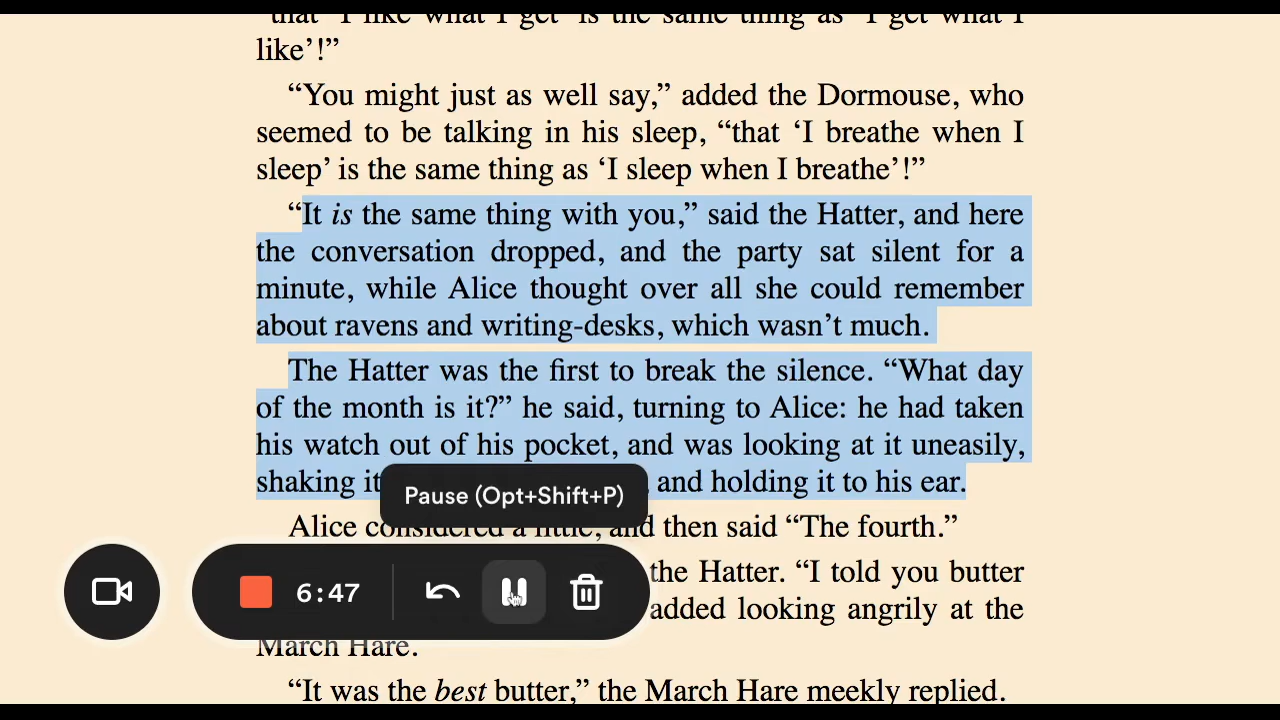 that ‘I like what I get’ is the same thing as ‘I get what I
like’!”
“You might just as well say,” added the Dormouse, who
seemed to be talking in his sleep, “that ‘I breathe when I
sleep’ is the same thing as ‘I sleep when I breathe’!”
“It is the same thing with you,” said the Hatter, and here
the conversation dropped, and the party sat silent for a
minute, while Alice thought over all she could remember
about ravens and writing-desks, which wasn’t much.
The Hatter was the first to break the silence. “What day
of the month is it?” he said, turning to Alice: he had taken
his watch out of his pocket, and was looking at it uneasily,
shaking it and holding it to his ear.
Pause (Opt+Shift+P)
Alice considered a little, and then said “The fourth.”
6:47
the Hatter. “I told you butter
added looking angrily at the
March Hare.
“It was the best butter,” the March Hare meekly replied.